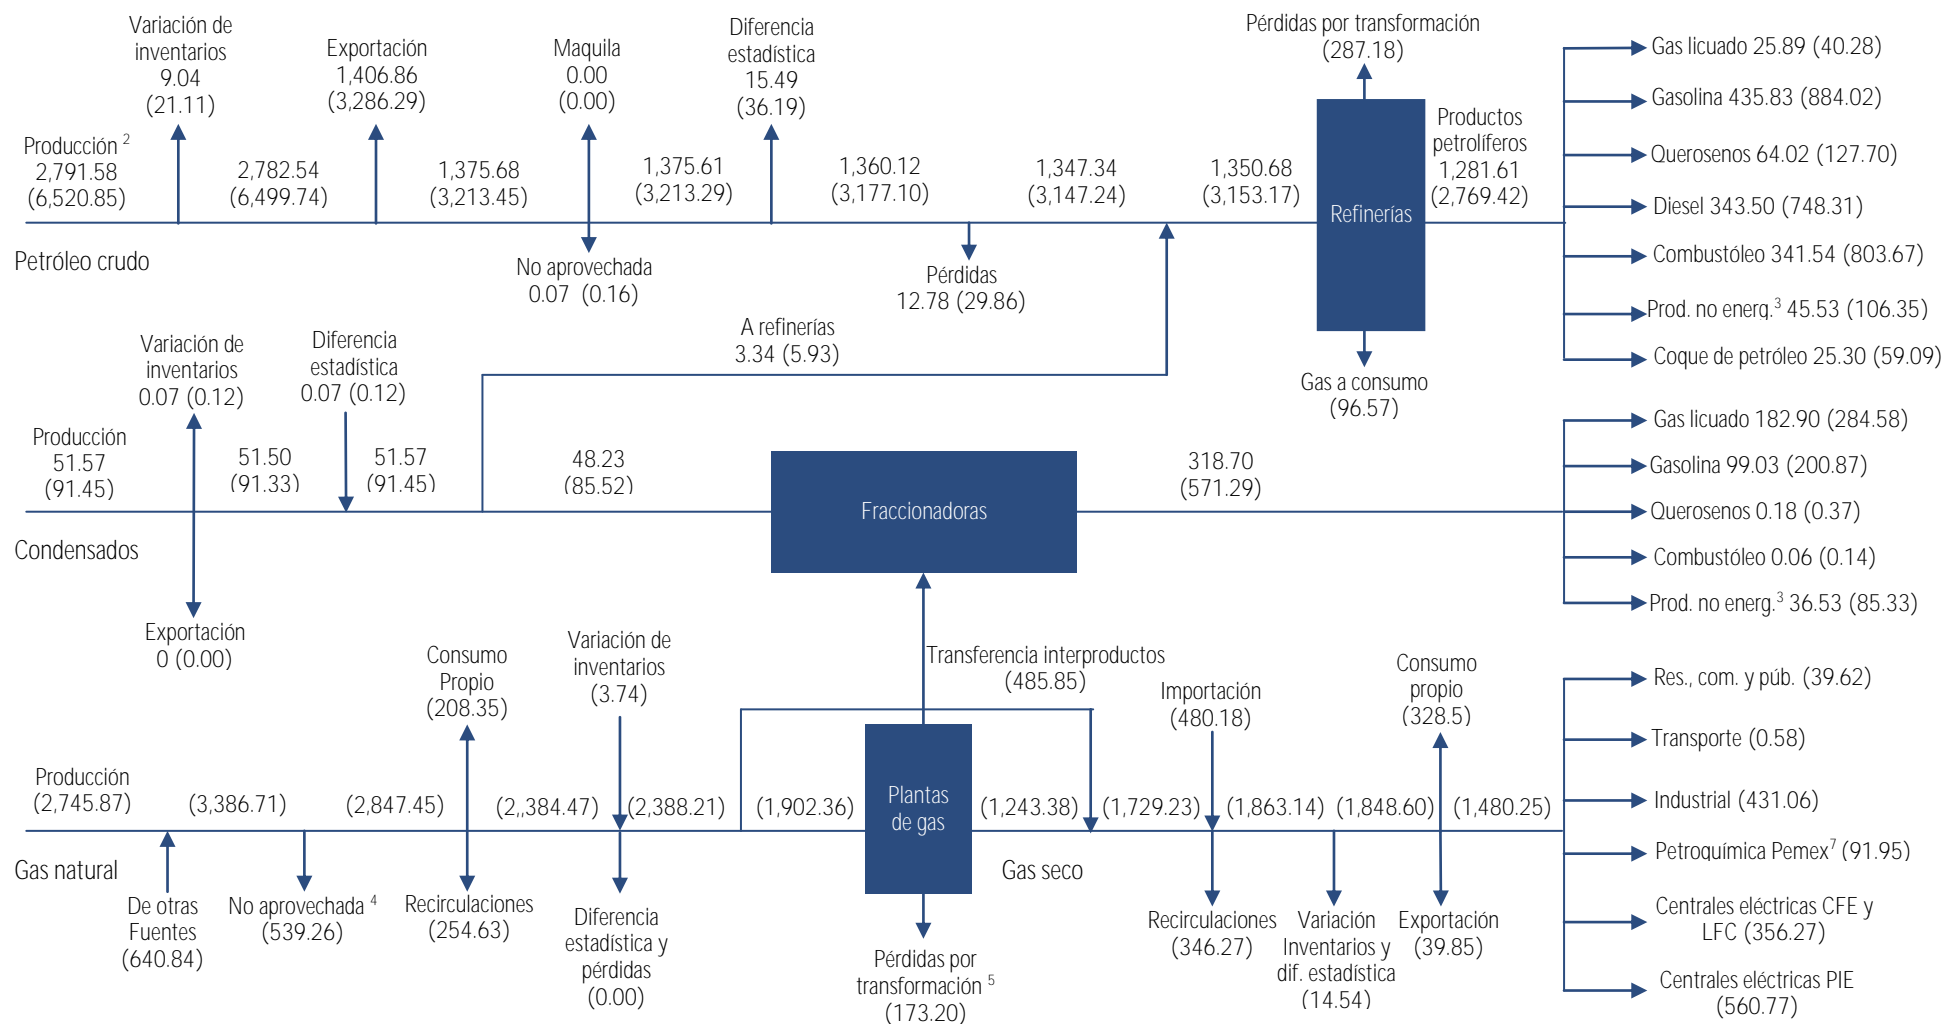 Variación de
inventarios
9.04
(21.11)
Exportación
1,406.86
(3,286.29)
Maquila
0.00
(0.00)
Diferencia
estadística
15.49
(36.19)
Pérdidas por transformación
(287.18)
Producción ²
2,791.58
(6,520.85)
2,782.54
(6,499.74)
1,375.68
(3,213.45)
1,375.61
(3,213.29)
1,360.12
(3,177.10)
1,347.34
(3,147.24)
1,350.68
(3,153.17)
Refinerías
Productos
petrolíferos
1,281.61
(2,769.42)
Gas licuado 25.89 (40.28)
Gasolina 435.83 (884.02)
Querosenos 64.02 (127.70)
Diesel 343.50 (748.31)
Combustóleo 341.54 (803.67)
Prod. no energ.³ 45.53 (106.35)
Coque de petróleo 25.30 (59.09)
Petróleo crudo
No aprovechada
0.07 (0.16)
Pérdidas
12.78 (29.86)
A refinerías
3.34 (5.93)
Gas a consumo
(96.57)
Variación de
inventarios
0.07 (0.12)
Diferencia
estadística
0.07 (0.12)
Producción
51.57
(91.45)
51.50
(91.33)
51.57
(91.45)
48.23
(85.52)
Fraccionadoras
318.70
(571.29)
Gas licuado 182.90 (284.58)
Gasolina 99.03 (200.87)
Querosenos 0.18 (0.37)
Combustóleo 0.06 (0.14)
Prod. no energ.³ 36.53 (85.33)
Condensados
Exportación
0 (0.00)
Consumo
Propio
(208.35)
Variación de
inventarios
(3.74)
Transferencia interproductos
(485.85)
Importación
(480.18)
Consumo
propio
(328.5)
Producción
(2,745.87)
(3,386.71)
(2,847.45)
(2,,384.47)
(2,388.21)
(1,902.36)
Plantas
de gas
(1,243.38)
(1,729.23)
(1,863.14)
(1,848.60)
(1,480.25)
Res., com. y púb. (39.62)
Transporte (0.58)
Industrial (431.06)
Petroquímica Pemex⁷ (91.95)
Centrales eléctricas CFE y
LFC (356.27)
Centrales eléctricas PIE
(560.77)
Gas natural
Gas seco
De otras
Fuentes
(640.84)
No aprovechada ⁴
(539.26)
Recirculaciones
(254.63)
Diferencia
estadística y
pérdidas
(0.00)
Pérdidas por
transformación ⁵
(173.20)
Recirculaciones
(346.27)
Variación
Inventarios y
dif. estadística
(14.54)
Exportación
(39.85)